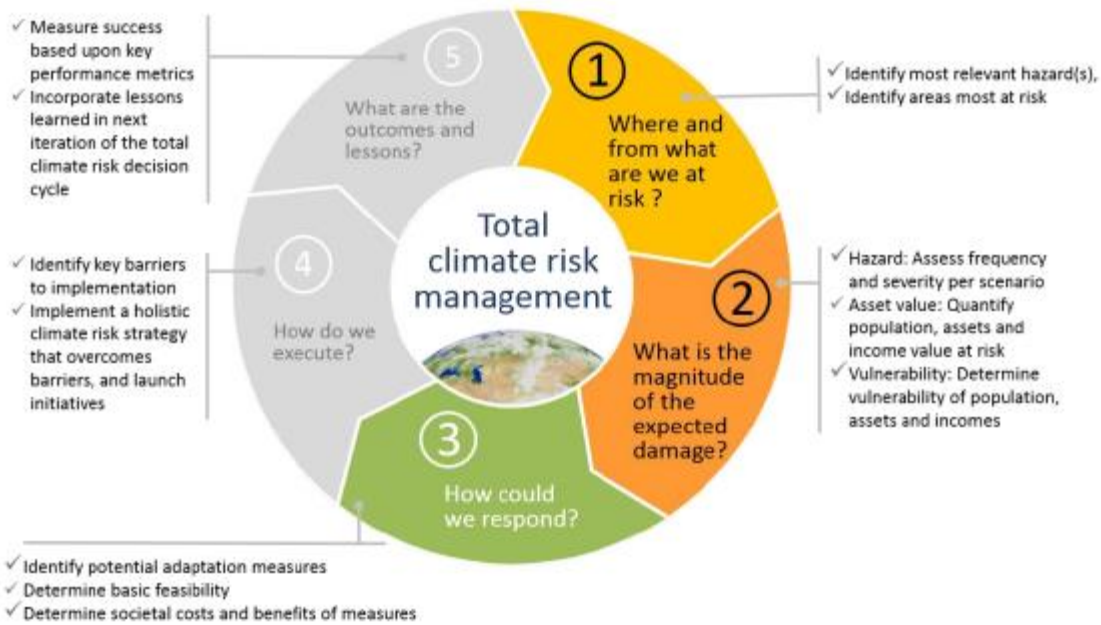 Total
climate risk
management
1
Where and
from what
are we at
risk ?
✓ Identify most relevant hazard(s),
✓ Identify areas most at risk
2
What is the
magnitude
of the
expected
damage?
✓ Hazard: Assess frequency
and severity per scenario
✓ Asset value: Quantify
population, assets and
income value at risk
✓ Vulnerability: Determine
vulnerability of population,
assets and incomes
3
How could
we respond?
✓ Identify potential adaptation measures
✓ Determine basic feasibility
✓ Determine societal costs and benefits of measures
4
How do we
execute?
✓ Identify key barriers
to implementation
✓ Implement a holistic
climate risk strategy
that overcomes
barriers, and launch
initiatives
5
What are the
outcomes and
lessons?
✓ Measure success
based upon key
performance metrics
✓ Incorporate lessons
learned in next
iteration of the total
climate risk decision
cycle